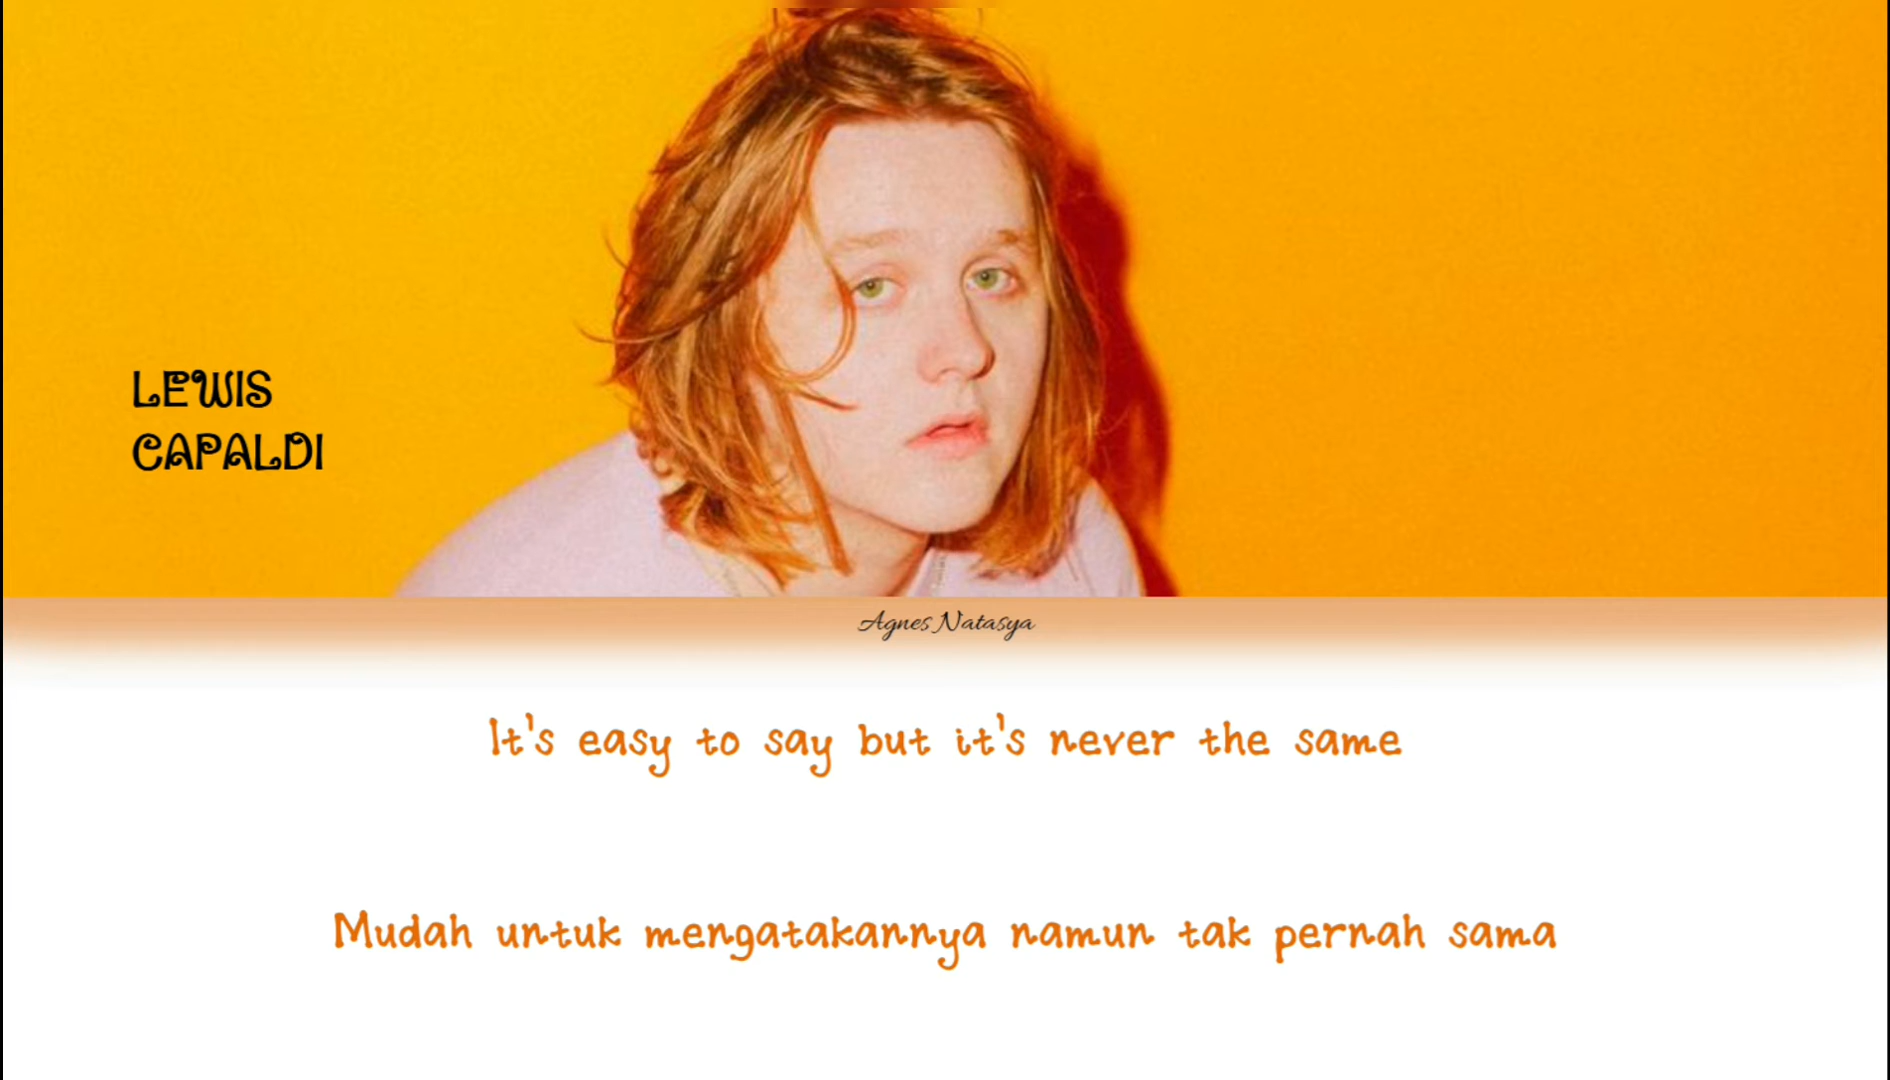 LEWIS
CAPALDI
Agnes Natasya
It's easy to say but it's never the same
Mudah untuk mengatakannya namun tak pernah sama